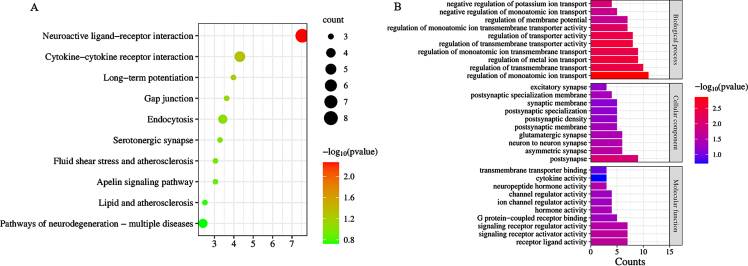 A
Neuroactive ligand−receptor interaction
Cytokine−cytokine receptor interaction
Long−term potentiation
Gap junction
Endocytosis
Serotonergic synapse
Fluid shear stress and atherosclerosis
Apelin signaling pathway
Lipid and atherosclerosis
Pathways of neurodegeneration − multiple diseases
3 4 5 6 7
count
3
4
5
6
7
8
−log10(pvalue)
2.0
1.6
1.2
0.8
B
negative regulation of potassium ion transport
negative regulation of monoatomic ion transport
regulation of membrane potential
regulation of monoatomic ion transmembrane transporter activity
regulation of transporter activity
regulation of transmembrane transporter activity
regulation of monoatomic ion transmembrane transport
regulation of metal ion transport
regulation of transmembrane transport
regulation of monoatomic ion transport
Biological process
excitatory synapse
postsynaptic specialization membrane
synaptic membrane
postsynaptic specialization
postsynaptic density
postsynaptic membrane
glutamatergic synapse
neuron to neuron synapse
asymmetric synapse
postsynapse
Cellular component
transmembrane transporter binding
cytokine activity
neuropeptide hormone activity
channel regulator activity
ion channel regulator activity
hormone activity
G protein−coupled receptor binding
signaling receptor regulator activity
signaling receptor activator activity
receptor ligand activity
Molecular function
0 5 10 15
Counts
−log10(pvalue)
2.5
2.0
1.5
1.0